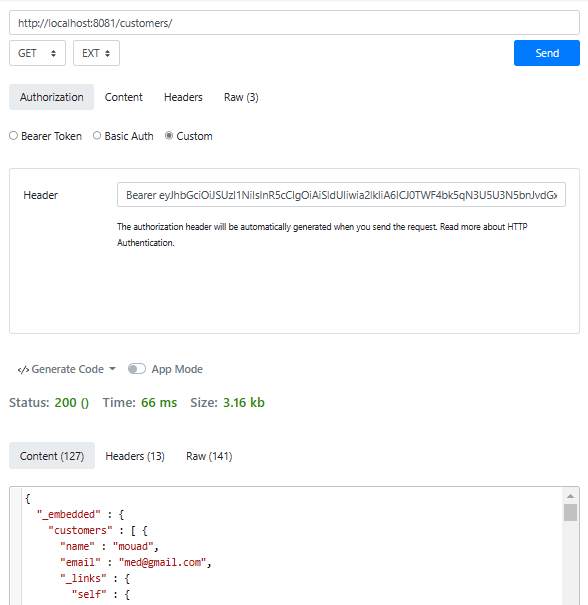 http://localhost:8081/customers/
GET EXT Send
Authorization Content Headers Raw (3)
Bearer Token Basic Auth Custom
Header Bearer eyJhbGciOiJSUzI1NiIsInR5cCIgOiAiSldUIiwia2lkIiA6ICJ0TWF4bk5qN3U5U3N5bnJvdGx
The authorization header will be automatically generated when you send the request. Read more about HTTP
Authentication.
</> Generate Code App Mode
Status: 200 () Time: 66 ms Size: 3.16 kb
Content (127) Headers (13) Raw (141)
{
"_embedded" : {
"customers" : [ {
"name" : "mouad",
"email" : "med@gmail.com",
"_links" : {
"self" : {